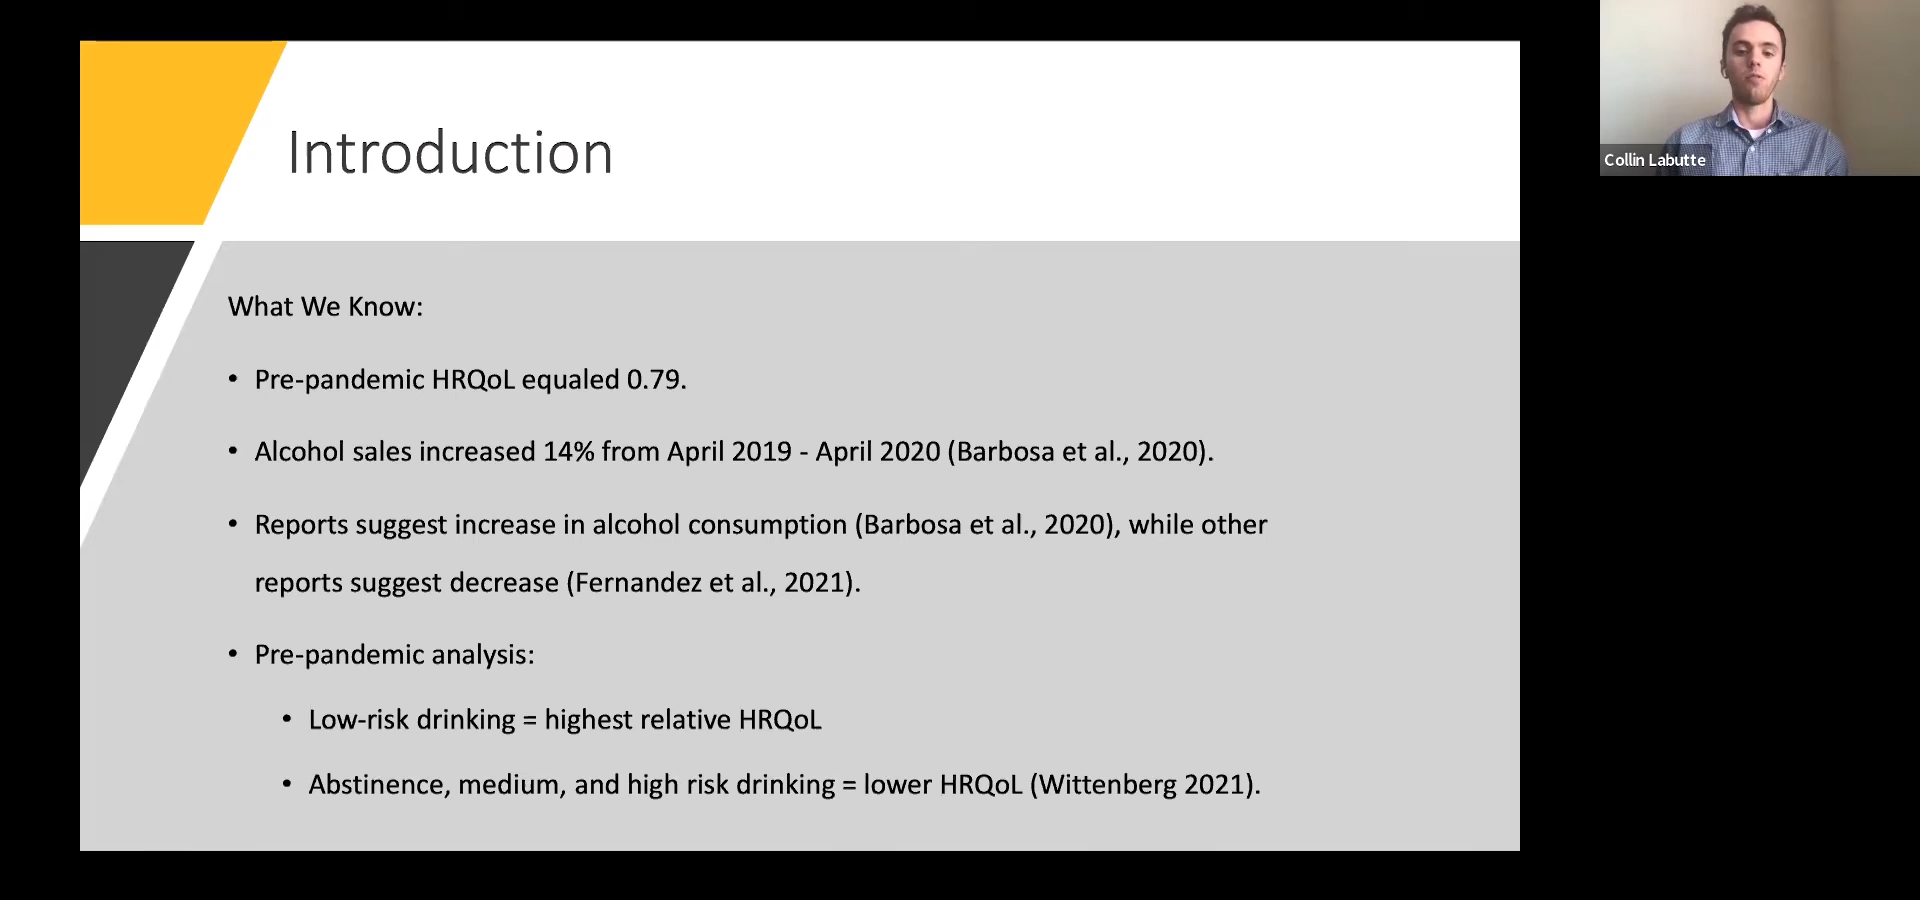 Introduction
What We Know:
• Pre-pandemic HRQoL equaled 0.79.
• Alcohol sales increased 14% from April 2019 - April 2020 (Barbosa et al., 2020).
• Reports suggest increase in alcohol consumption (Barbosa et al., 2020), while other
reports suggest decrease (Fernandez et al., 2021).
• Pre-pandemic analysis:
• Low-risk drinking = highest relative HRQoL
• Abstinence, medium, and high risk drinking = lower HRQoL (Wittenberg 2021).
Collin Labutte